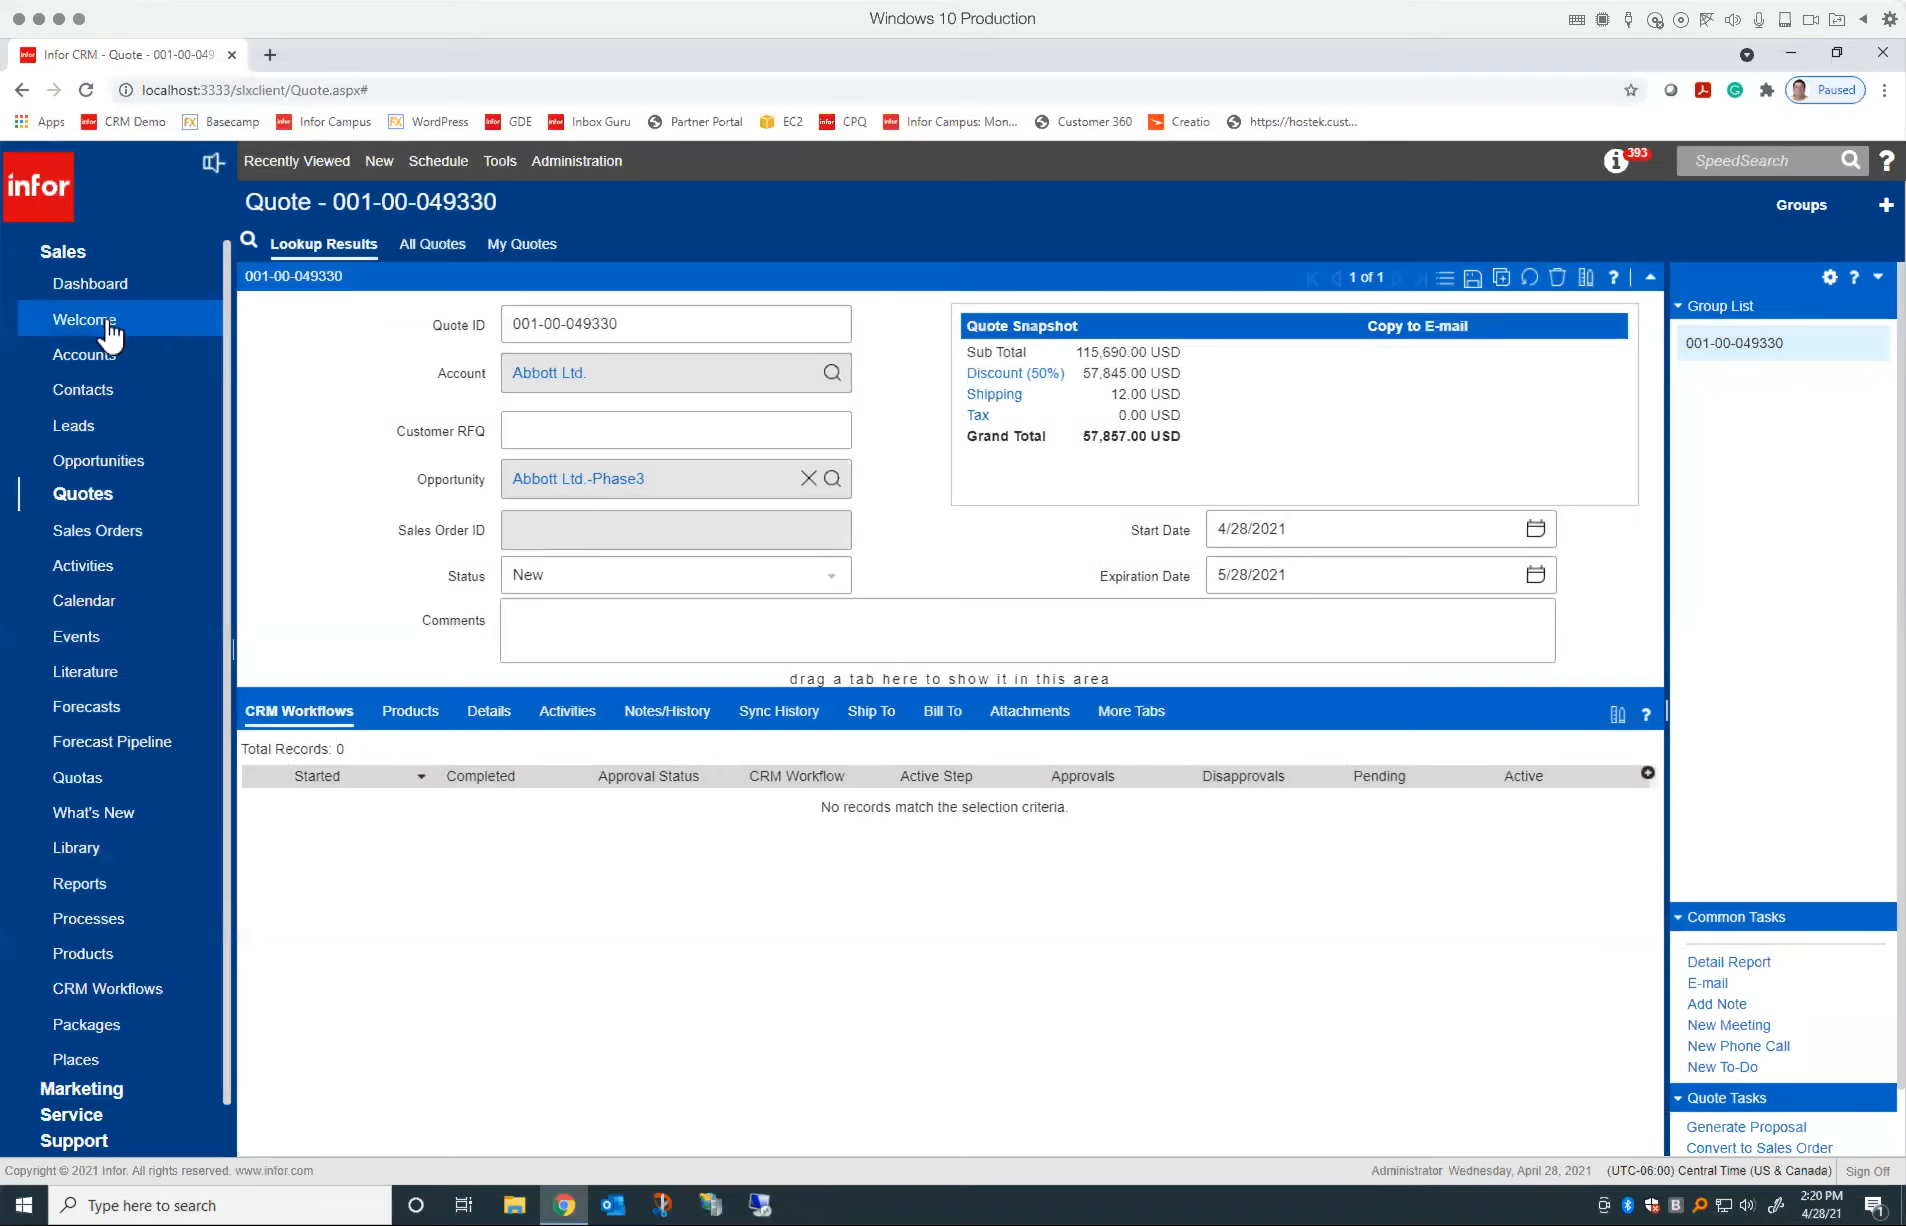 Windows 10 Production
infor Infor CRM - Quote - 001-00-049
localhost:3333/slxclient/Quote.aspx#
Paused
Apps infor CRM Demo FX Basecamp infor Infor Campus FX WordPress infor GDE infor Inbox Guru Partner Portal EC2 infor CPQ infor Infor Campus: Mon... Customer 360 Creatio https://hostek.cust...
infor
Recently Viewed New Schedule Tools Administration
393
SpeedSearch ?
Quote - 001-00-049330
Groups
Lookup Results All Quotes My Quotes
Sales
Dashboard
Welcome
Accounts
Contacts
Leads
Opportunities
Quotes
Sales Orders
Activities
Calendar
Events
Literature
Forecasts
Forecast Pipeline
Quotas
What's New
Library
Reports
Processes
Products
CRM Workflows
Packages
Places
Marketing
Service
Support
001-00-049330
1 of 1 ?
Quote ID 001-00-049330
Account Abbott Ltd.
Customer RFQ
Opportunity Abbott Ltd.-Phase3
Sales Order ID
Status New
Comments
Quote Snapshot Copy to E-mail
Sub Total 115,690.00 USD
Discount (50%) 57,845.00 USD
Shipping 12.00 USD
Tax 0.00 USD
Grand Total 57,857.00 USD
Start Date 4/28/2021
Expiration Date 5/28/2021
drag a tab here to show it in this area
CRM Workflows Products Details Activities Notes/History Sync History Ship To Bill To Attachments More Tabs ?
Total Records: 0
Started Completed Approval Status CRM Workflow Active Step Approvals Disapprovals Pending Active
No records match the selection criteria.
?
Group List
001-00-049330
Common Tasks
Detail Report
E-mail
Add Note
New Meeting
New Phone Call
New To-Do
Quote Tasks
Generate Proposal
Convert to Sales Order
Copyright © 2021 Infor. All rights reserved. www.infor.com
Administrator Wednesday, April 28, 2021 (UTC-06:00) Central Time (US & Canada) Sign Off
Type here to search
2:20 PM
4/28/21
1